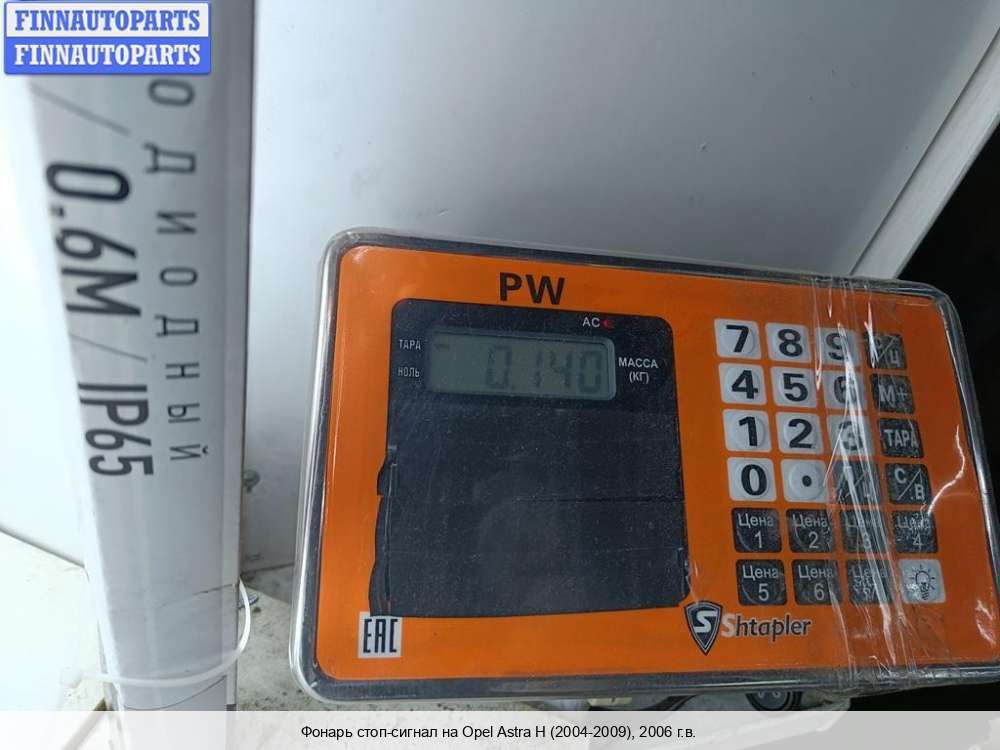 FINNAUTOPARTS
FINNAUTOPARTS
ОДИОДНЫЙ
/ 0.6М / IP65
PW
AC
ТАРА
НОЛЬ
- 0.140
МАССА
(КГ)
7 8 9
4 5 6 М+
1 2 3 ТАРА
0 . С/В
Цена 1 Цена 2 Цена 3 Цена 4
Цена 5 Цена 6
EAC
S Shtapler
Фонарь стоп-сигнал на Opel Astra H (2004-2009), 2006 г.в.